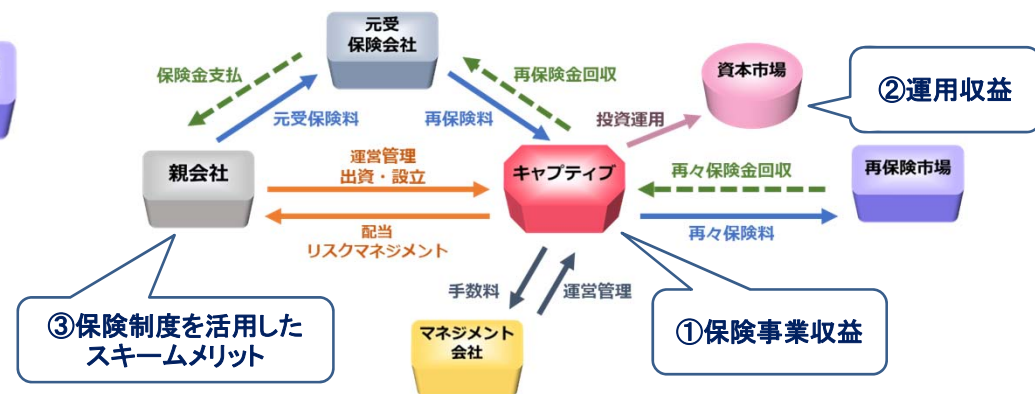 元受
保険会社
保険金支払
再保険金回収
資本市場
②運用収益
元受保険料
再保険料
投資運用
親会社
運営管理
出資・設立
キャプティブ
再々保険金回収
再保険市場
配当
リスクマネジメント
再々保険料
手数料
運営管理
③保険制度を活用した
スキームメリット
マネジメント
会社
①保険事業収益